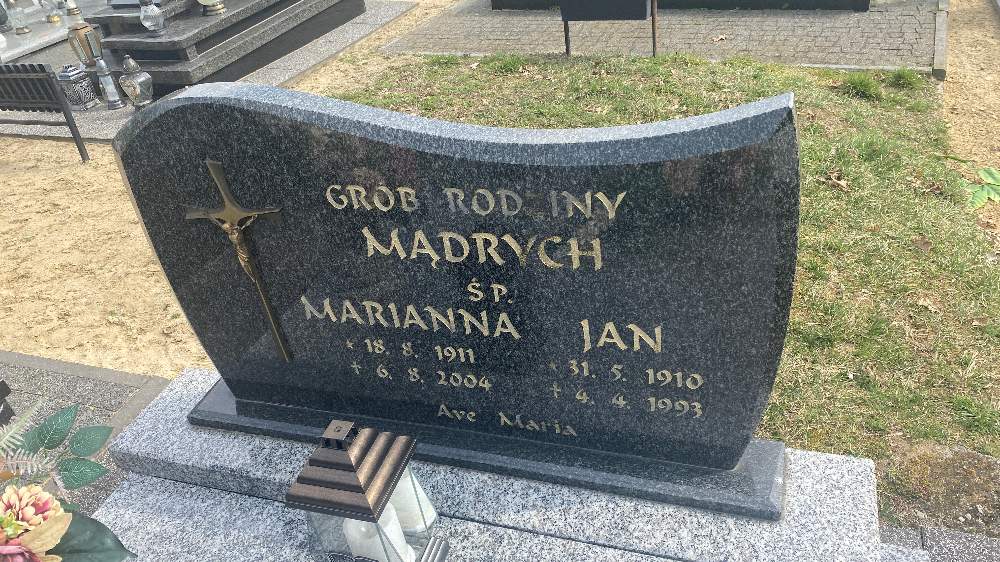 GROB RODZINY
MĄDRYCH
ŚP.
MARIANNA JAN
* 18. 8. 1911 * 31. 5. 1910
+ 6. 8. 2004 + 4. 4. 1993
Ave Maria